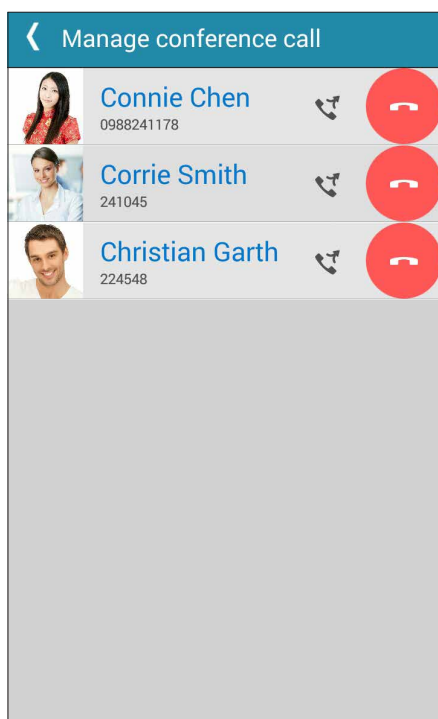 Manage conference call
Connie Chen
0988241178
Corrie Smith
241045
Christian Garth
224548